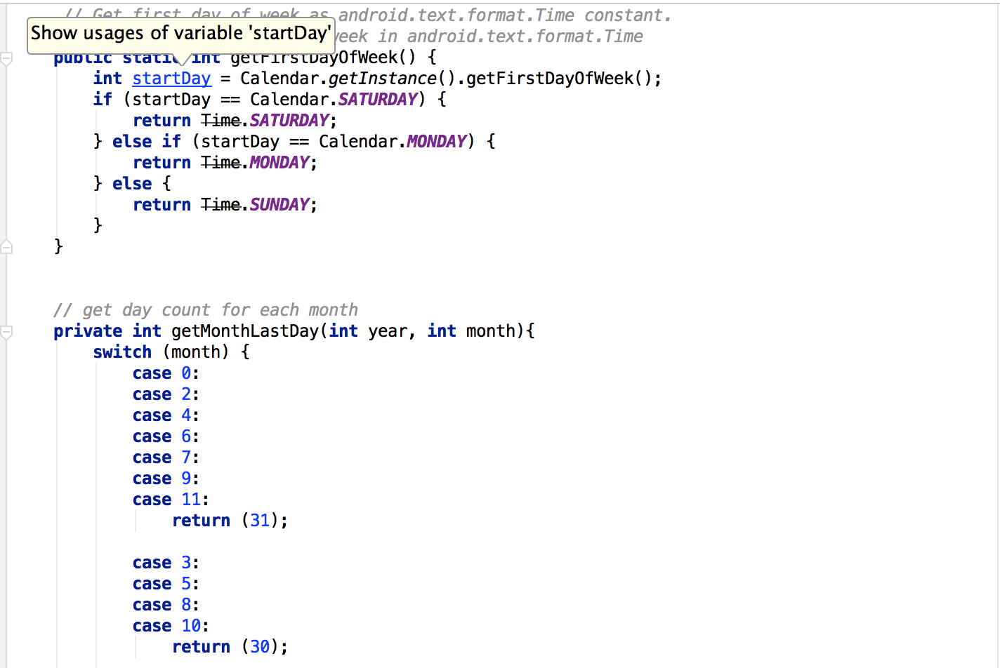 // Get first day of week as android.text.format.Time constant.
Show usages of variable 'startDay'
week in android.text.format.Time
public static int getFirstDayOfWeek() {
int startDay = Calendar.getInstance().getFirstDayOfWeek();
if (startDay == Calendar.SATURDAY) {
return Time.SATURDAY;
} else if (startDay == Calendar.MONDAY) {
return Time.MONDAY;
} else {
return Time.SUNDAY;
}
}
// get day count for each month
private int getMonthLastDay(int year, int month){
switch (month) {
case 0:
case 2:
case 4:
case 6:
case 7:
case 9:
case 11:
return (31);
case 3:
case 5:
case 8:
case 10:
return (30);